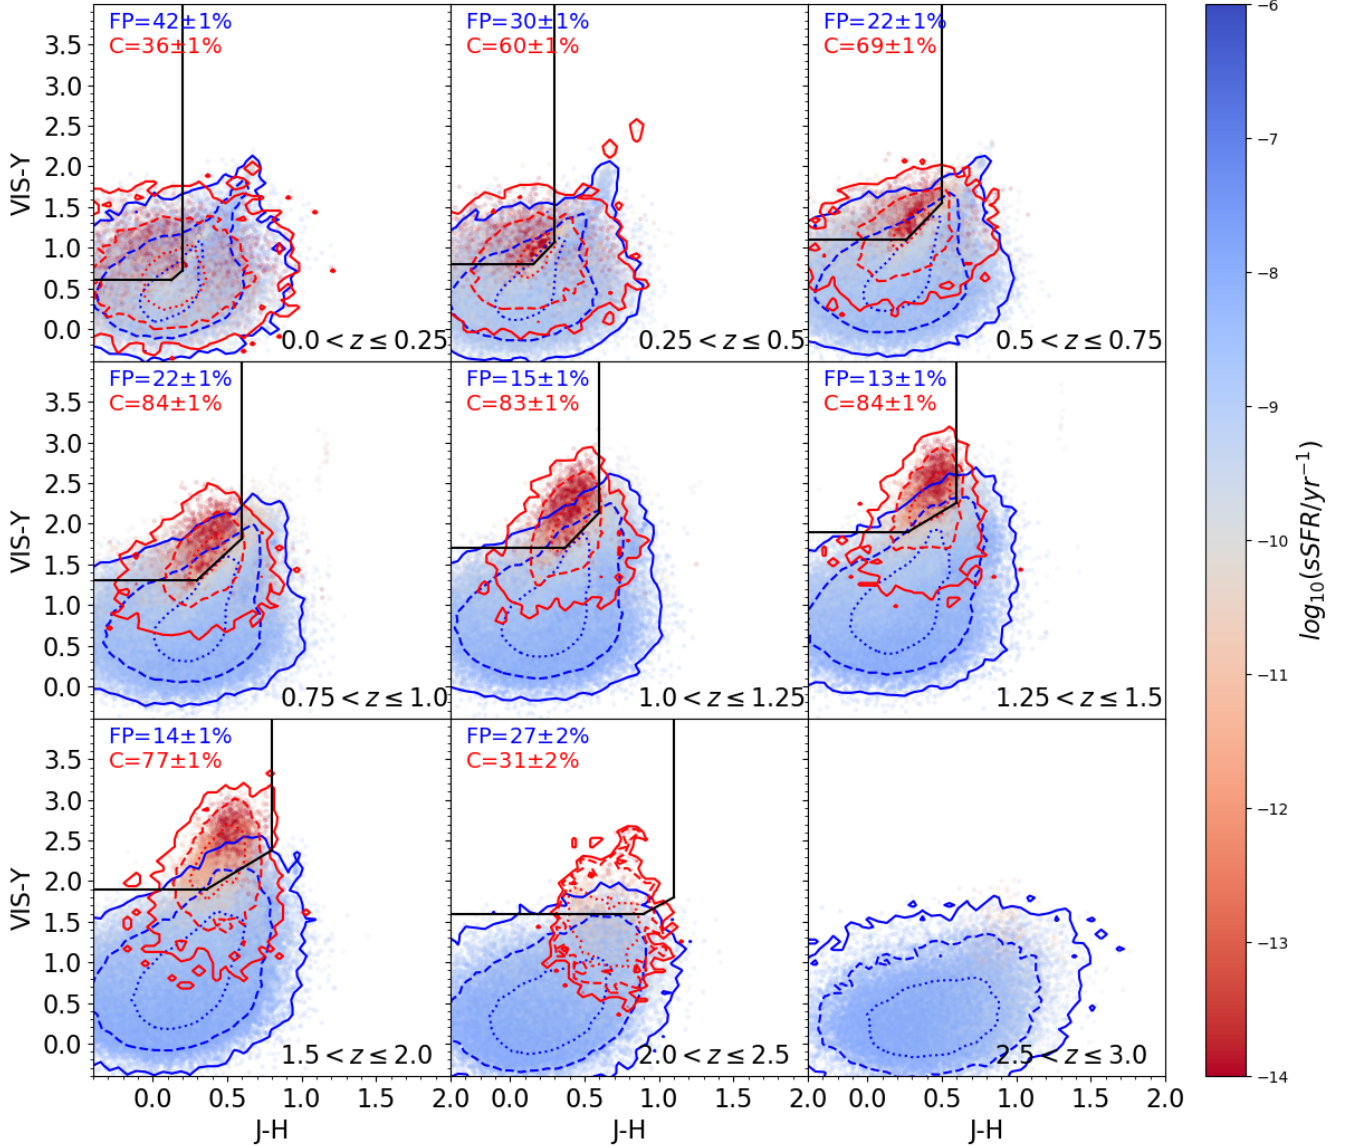 FP=42±1%
C=36±1%
FP=30±1%
C=60±1%
FP=22±1%
C=69±1%
3.5
3.0
2.5
2.0
1.5
1.0
0.5
0.0
VIS-Y
0.0 < z ≤ 0.25
0.25 < z ≤ 0.5
0.5 < z ≤ 0.75
FP=22±1%
C=84±1%
FP=15±1%
C=83±1%
FP=13±1%
C=84±1%
3.5
3.0
2.5
2.0
1.5
1.0
0.5
0.0
VIS-Y
0.75 < z ≤ 1.0
1.0 < z ≤ 1.25
1.25 < z ≤ 1.5
FP=14±1%
C=77±1%
FP=27±2%
C=31±2%
3.5
3.0
2.5
2.0
1.5
1.0
0.5
0.0
VIS-Y
1.5 < z ≤ 2.0
2.0 < z ≤ 2.5
2.5 < z ≤ 3.0
0.0 0.5 1.0 1.5 2.0
0.0 0.5 1.0 1.5 2.0
0.0 0.5 1.0 1.5 2.0
J-H
J-H
J-H
−6
−7
−8
−9
−10
−11
−12
−13
−14
log10(sSFR/yr−1)